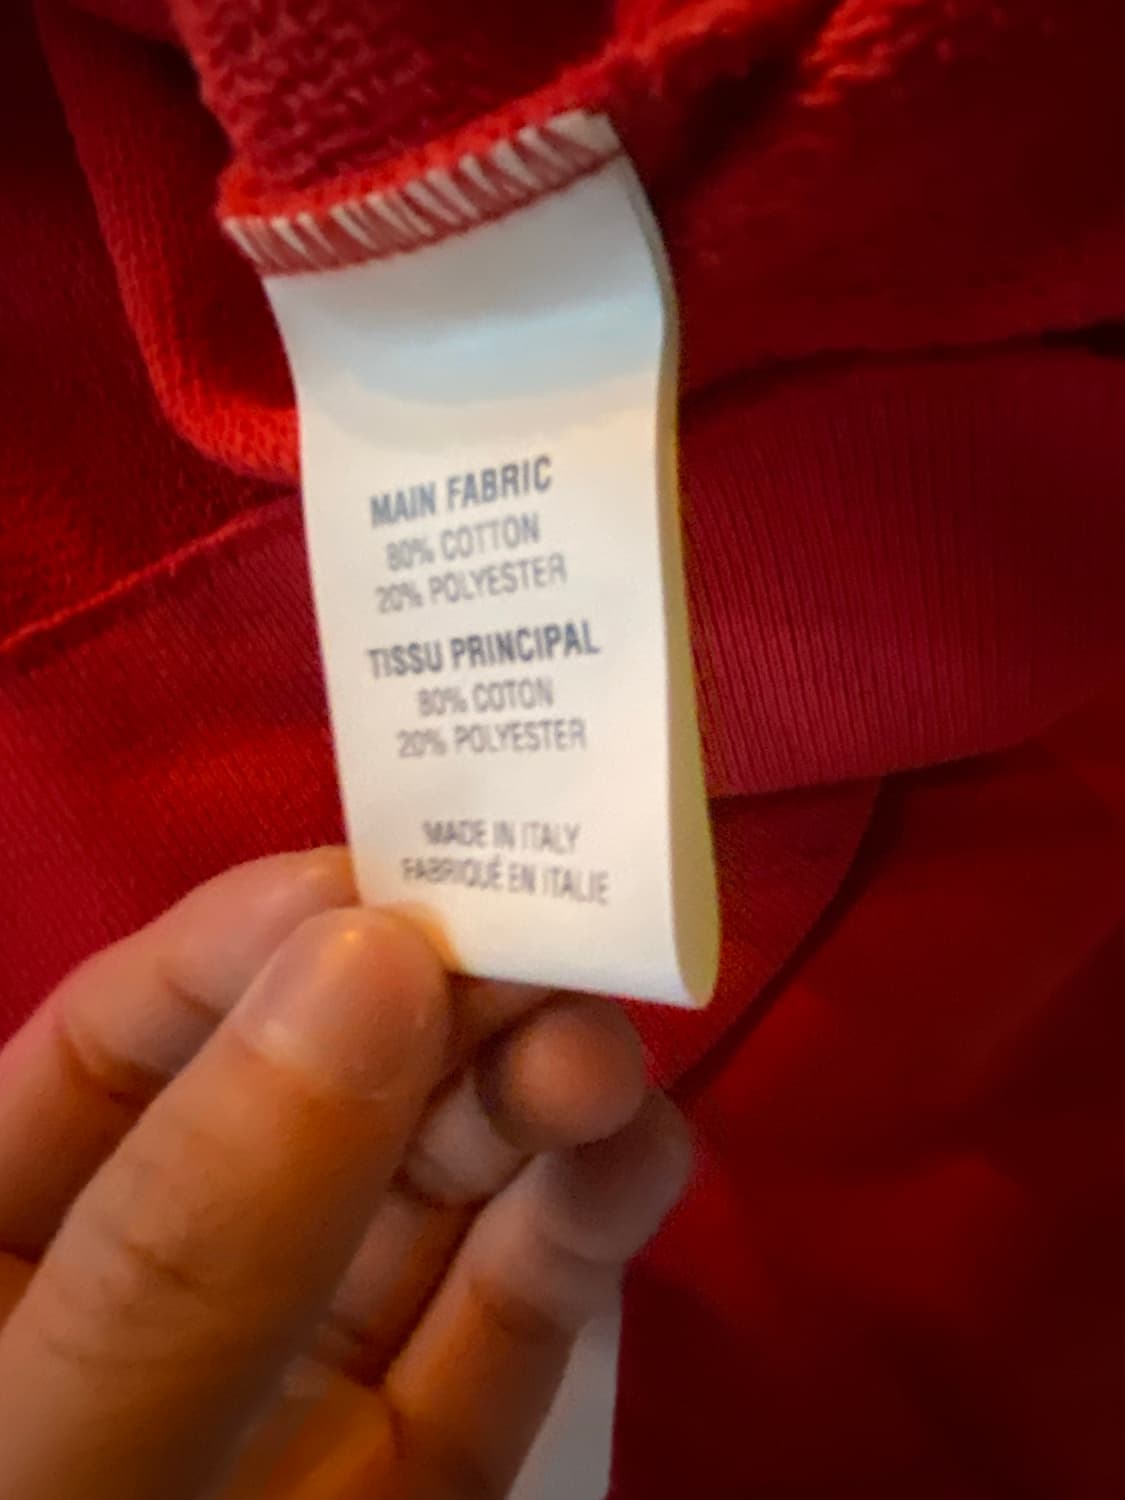 MAIN FABRIC
80% COTTON
20% POLYESTER
TISSU PRINCIPAL
80% COTON
20% POLYESTER
MADE IN ITALY
FABRIQUÉ EN ITALIE